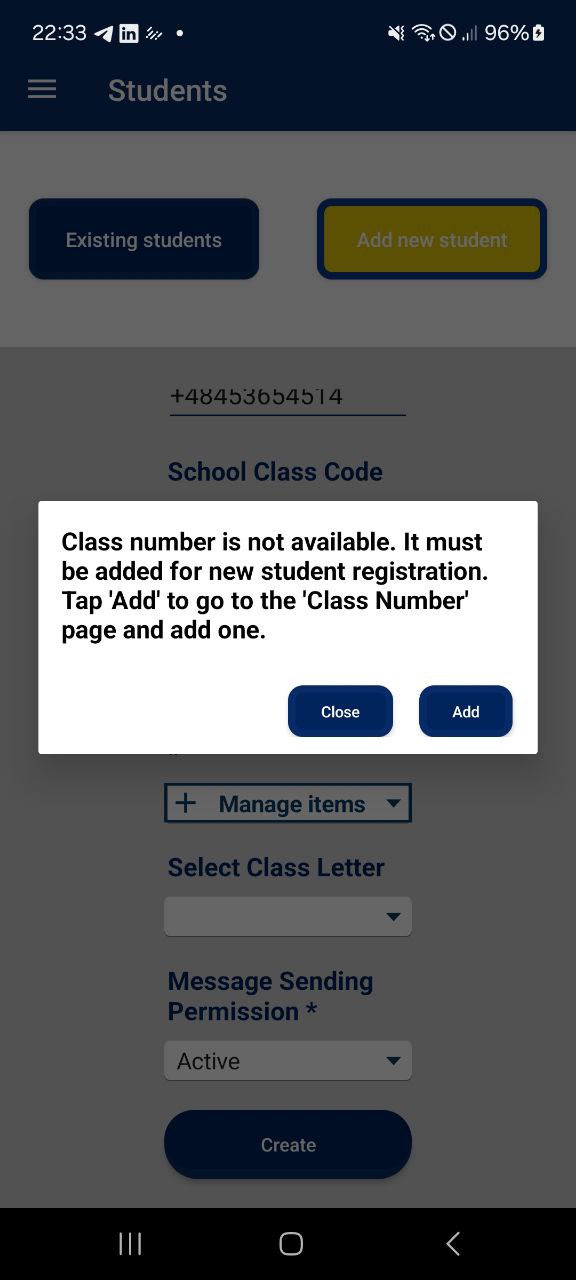 22:33
96%
Students
Existing students
Add new student
+48453654514
School Class Code
Class number is not available. It must
be added for new student registration.
Tap 'Add' to go to the 'Class Number'
page and add one.
Close
Add
Manage items
Select Class Letter
Message Sending
Permission *
Active
Create